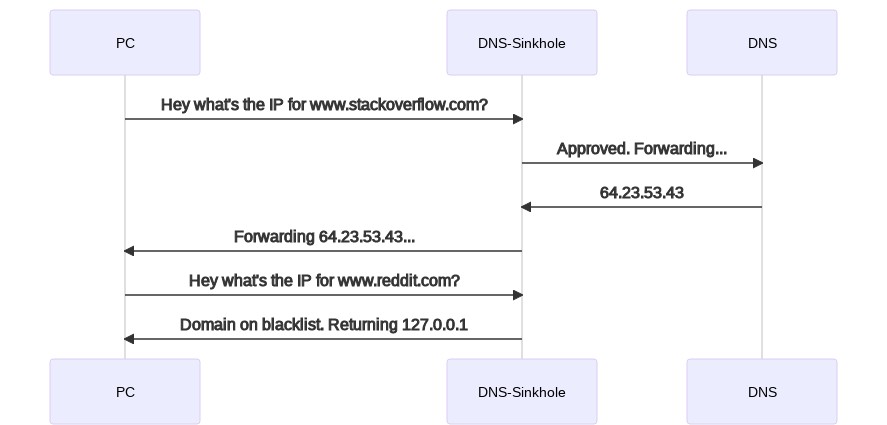 PC
DNS-Sinkhole
DNS
Hey what's the IP for www.stackoverflow.com?
Approved. Forwarding...
64.23.53.43
Forwarding 64.23.53.43...
Hey what's the IP for www.reddit.com?
Domain on blacklist. Returning 127.0.0.1
PC
DNS-Sinkhole
DNS